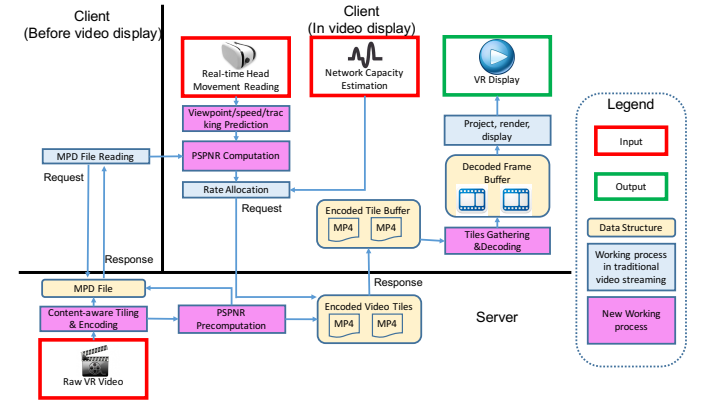 Client
(Before video display)
Client
(In video display)
Real-time Head
Movement Reading
Network Capacity
Estimation
VR Display
Legend
Input
Output
Data Structure
Working process
in traditional
video streaming
New Working
process
Viewpoint/speed/trac
king Prediction
Project, render,
display
MPD File Reading
PSPNR Computation
Decoded Frame
Buffer
Request
Rate Allocation
Request
Encoded Tile Buffer
MP4
MP4
Tiles Gathering
&Decoding
Response
Response
MPD File
Content-aware Tiling
& Encoding
PSPNR
Precomputation
Encoded Video Tiles
MP4
MP4
Server
Raw VR Video